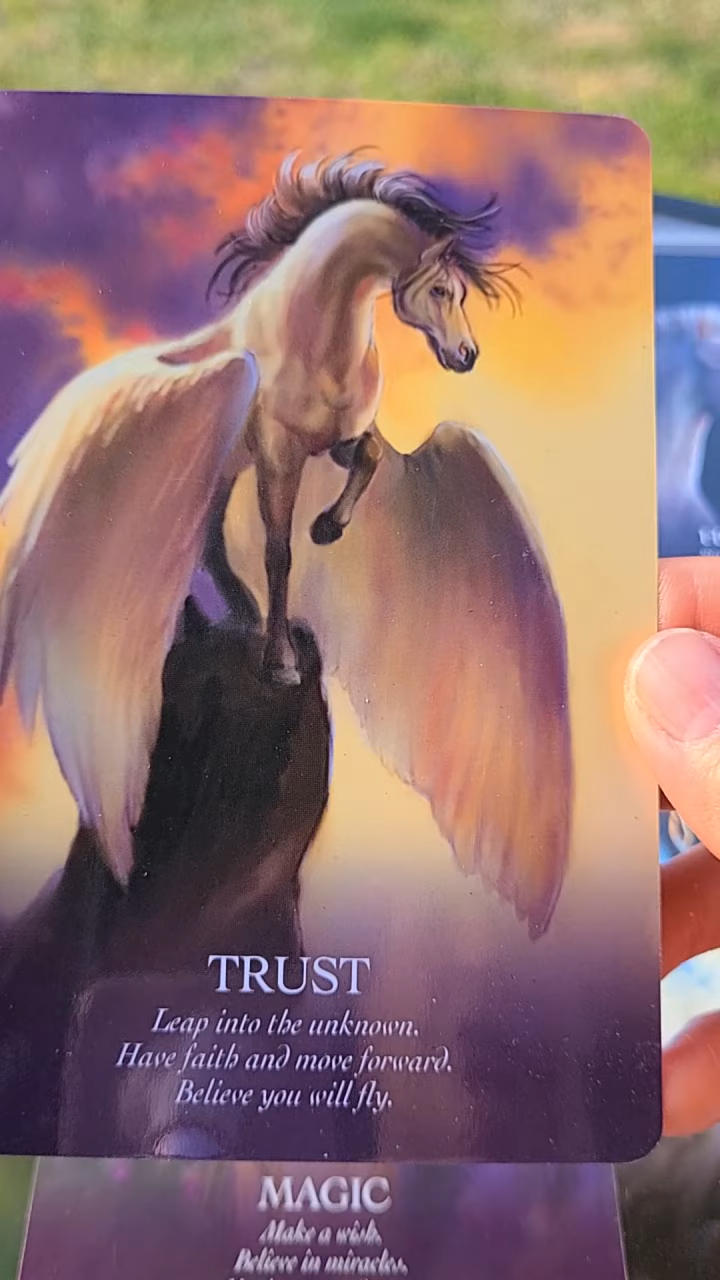 TRUST
Leap into the unknown.
Have faith and move forward.
Believe you will fly.
MAGIC
Make a wish.
Believe in miracles.